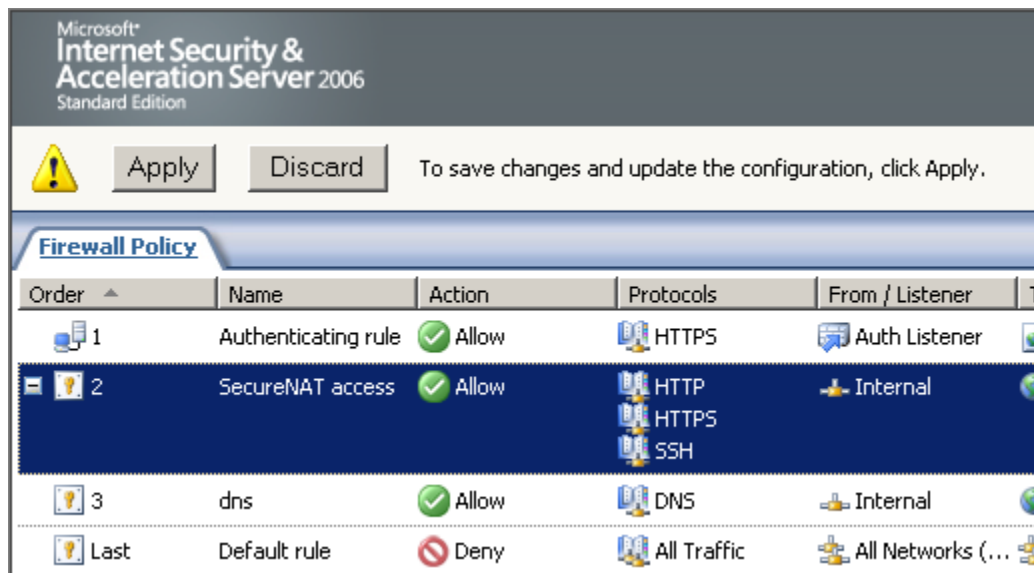 Microsoft®
Internet Security &
Acceleration Server 2006
Standard Edition
Apply Discard To save changes and update the configuration, click Apply.
Firewall Policy
Order Name Action Protocols From / Listener
1 Authenticating rule Allow HTTPS Auth Listener
2 SecureNAT access Allow HTTP Internal
HTTPS
SSH
3 dns Allow DNS Internal
Last Default rule Deny All Traffic All Networks (...